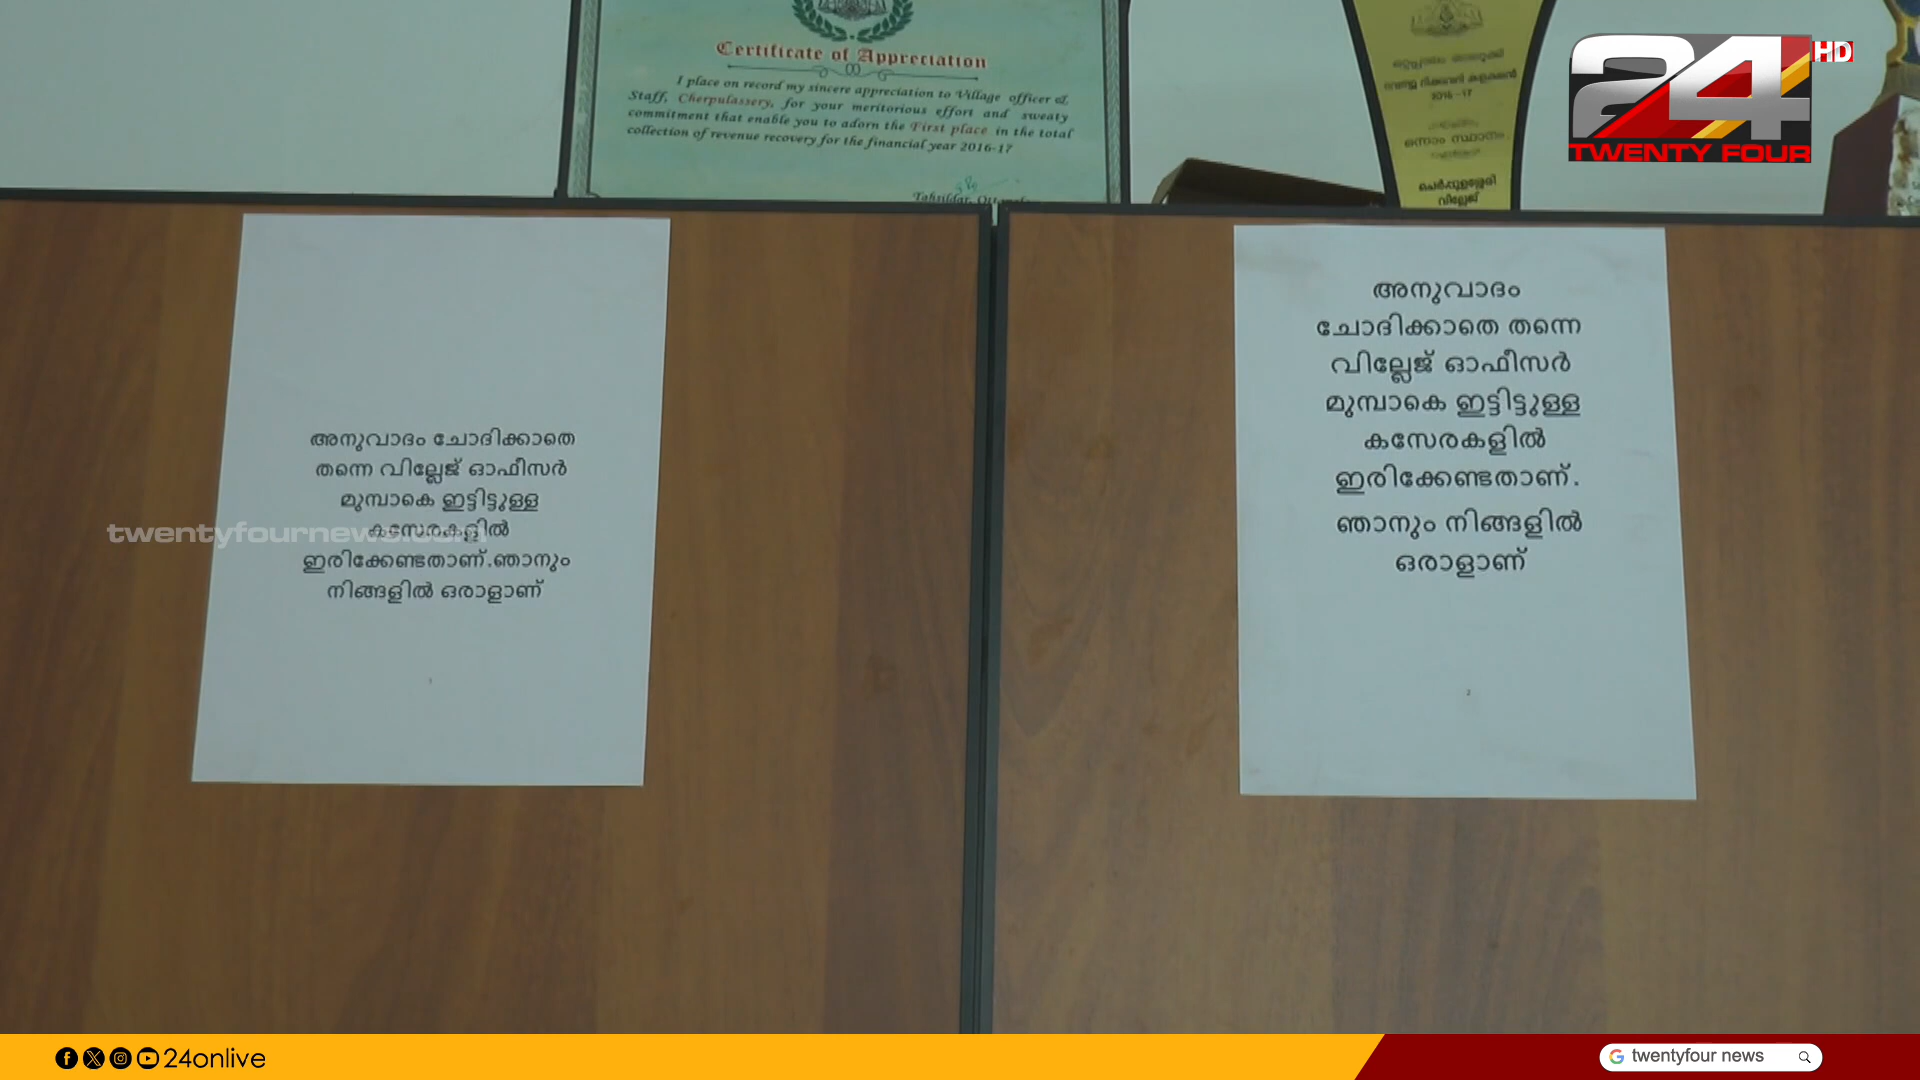 Certificate of Appreciation
I place on record my sincere appreciation to Village officer &
Staff, Cherpulassery, for your meritorious effort and sweaty
commitment that enable you to adorn the First place in the total
collection of revenue recovery for the financial year 2016-17
Tahsildar,
2016-17
ഒന്നാം സ്ഥാനം
ചെർപ്പുളശ്ശേരി
വില്ലേജ്
24 HD
TWENTY FOUR
അനുവാദം ചോദിക്കാതെ
തന്നെ വില്ലേജ് ഓഫീസർ
മുമ്പാകെ ഇട്ടിട്ടുള്ള
കസേരകളിൽ
ഇരിക്കേണ്ടതാണ്.ഞാനും
നിങ്ങളിൽ ഒരാളാണ്
1
twentyfournews.com
അനുവാദം
ചോദിക്കാതെ തന്നെ
വില്ലേജ് ഓഫീസർ
മുമ്പാകെ ഇട്ടിട്ടുള്ള
കസേരകളിൽ
ഇരിക്കേണ്ടതാണ്.
ഞാനും നിങ്ങളിൽ
ഒരാളാണ്
2
24onlive
twentyfour news